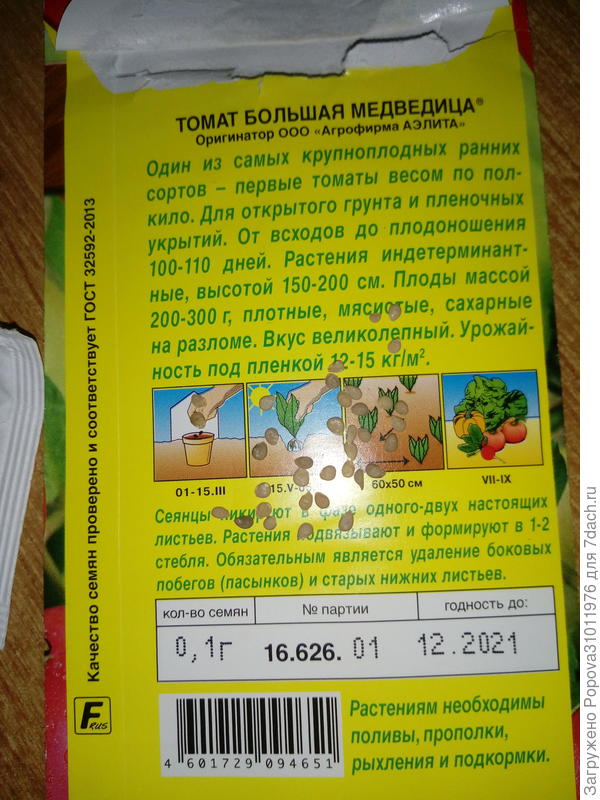 ТОМАТ БОЛЬШАЯ МЕДВЕДИЦА®
Оригинатор ООО «Агрофирма АЭЛИТА»
Один из самых крупноплодных ранних
сортов – первые томаты весом по пол-
кило. Для открытого грунта и пленочных
укрытий. От всходов до плодоношения
100-110 дней. Растения индетерминант-
ные, высотой 150-200 см. Плоды массой
200-300 г, плотные, мясистые, сахарные
на разломе. Вкус великолепный. Урожай-
ность под пленкой 12-15 кг/м².
01-15.III
15.V-
60x50 см
VII-IX
Сеянцы пикируют в фазе одного-двух настоящих
листьев. Растения подвязывают и формируют в 1-2
стебля. Обязательным является удаление боковых
побегов (пасынков) и старых нижних листьев.
кол-во семян № партии годность до:
0,1г 16.626. 01 12.2021
4 601729 094651
Растениям необходимы
поливы, прополки,
рыхления и подкормки.
Качество семян проверено и соответствует ГОСТ 32592-2013
F RUS
Загружено Popova31011976 для 7dach.ru